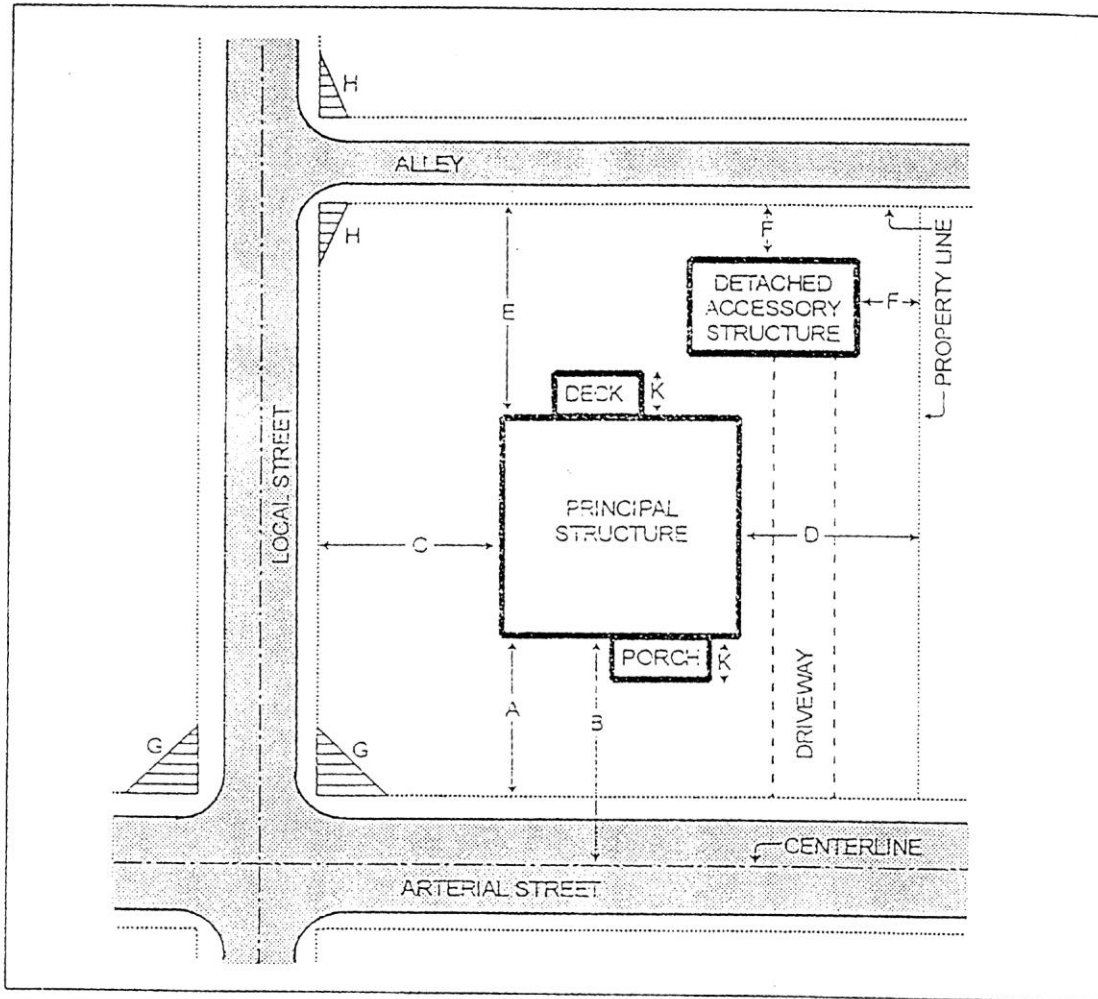 H
ALLEY
H
F
DETACHED
ACCESSORY
STRUCTURE
F
PROPERTY LINE
E
DECK
K
LOCAL STREET
PRINCIPAL
STRUCTURE
C
D
PORCH
K
A
B
DRIVEWAY
G
G
CENTERLINE
ARTERIAL STREET